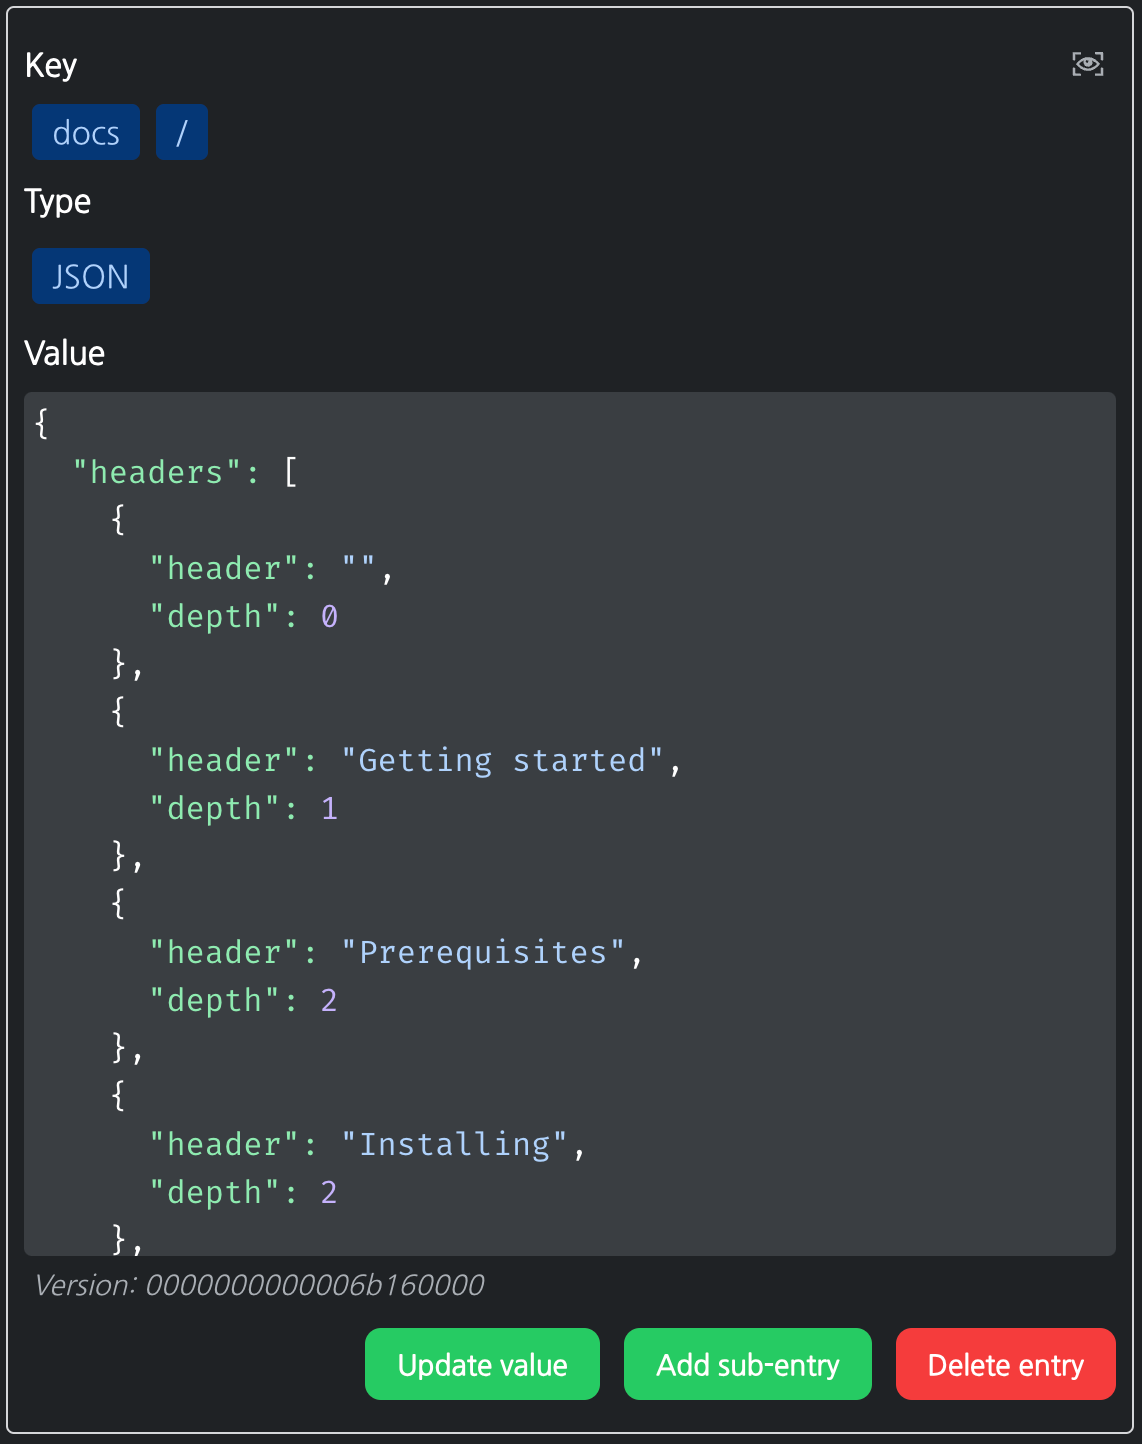 Key
docs /
Type
JSON
Value
{
  "headers": [
    {
      "header": "",
      "depth": 0
    },
    {
      "header": "Getting started",
      "depth": 1
    },
    {
      "header": "Prerequisites",
      "depth": 2
    },
    {
      "header": "Installing",
      "depth": 2
    },
Version: 0000000000006b160000
Update value Add sub-entry Delete entry